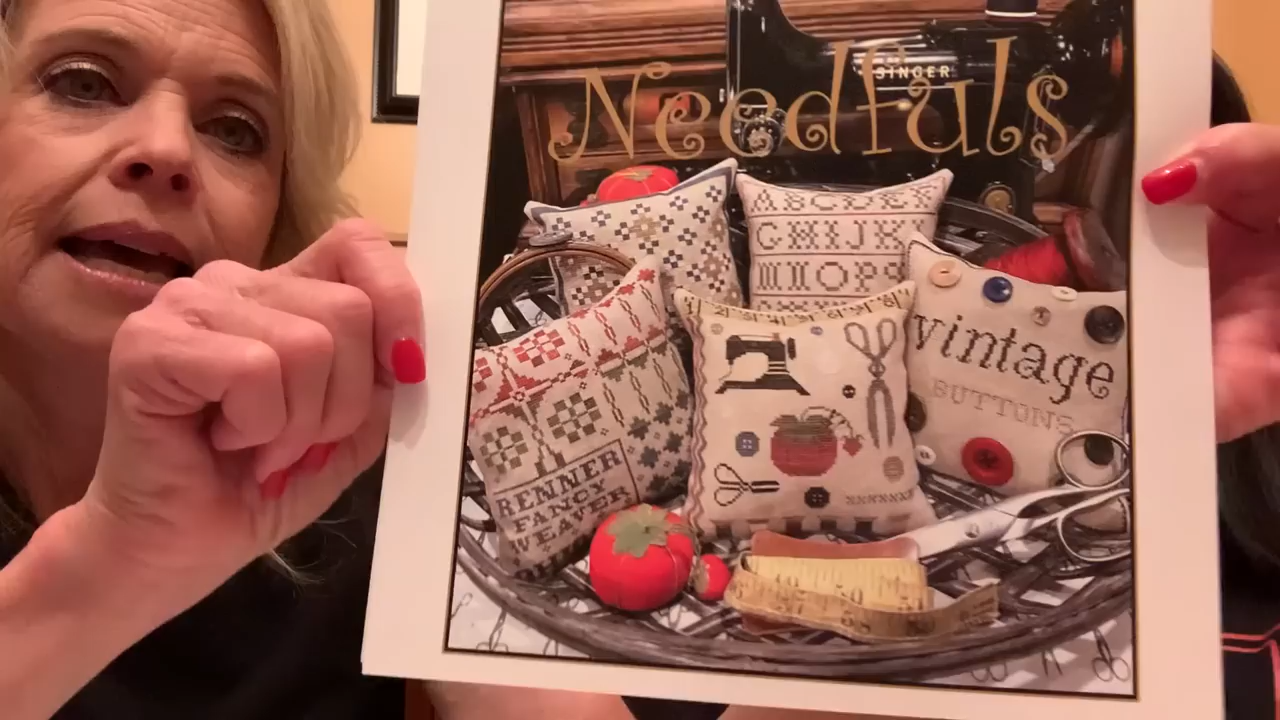 Needfuls
SINGER
ABCDEF
GHIJK
MNOPQ
vintage
BUTTONS
RENNER
FANCY
WEAVER